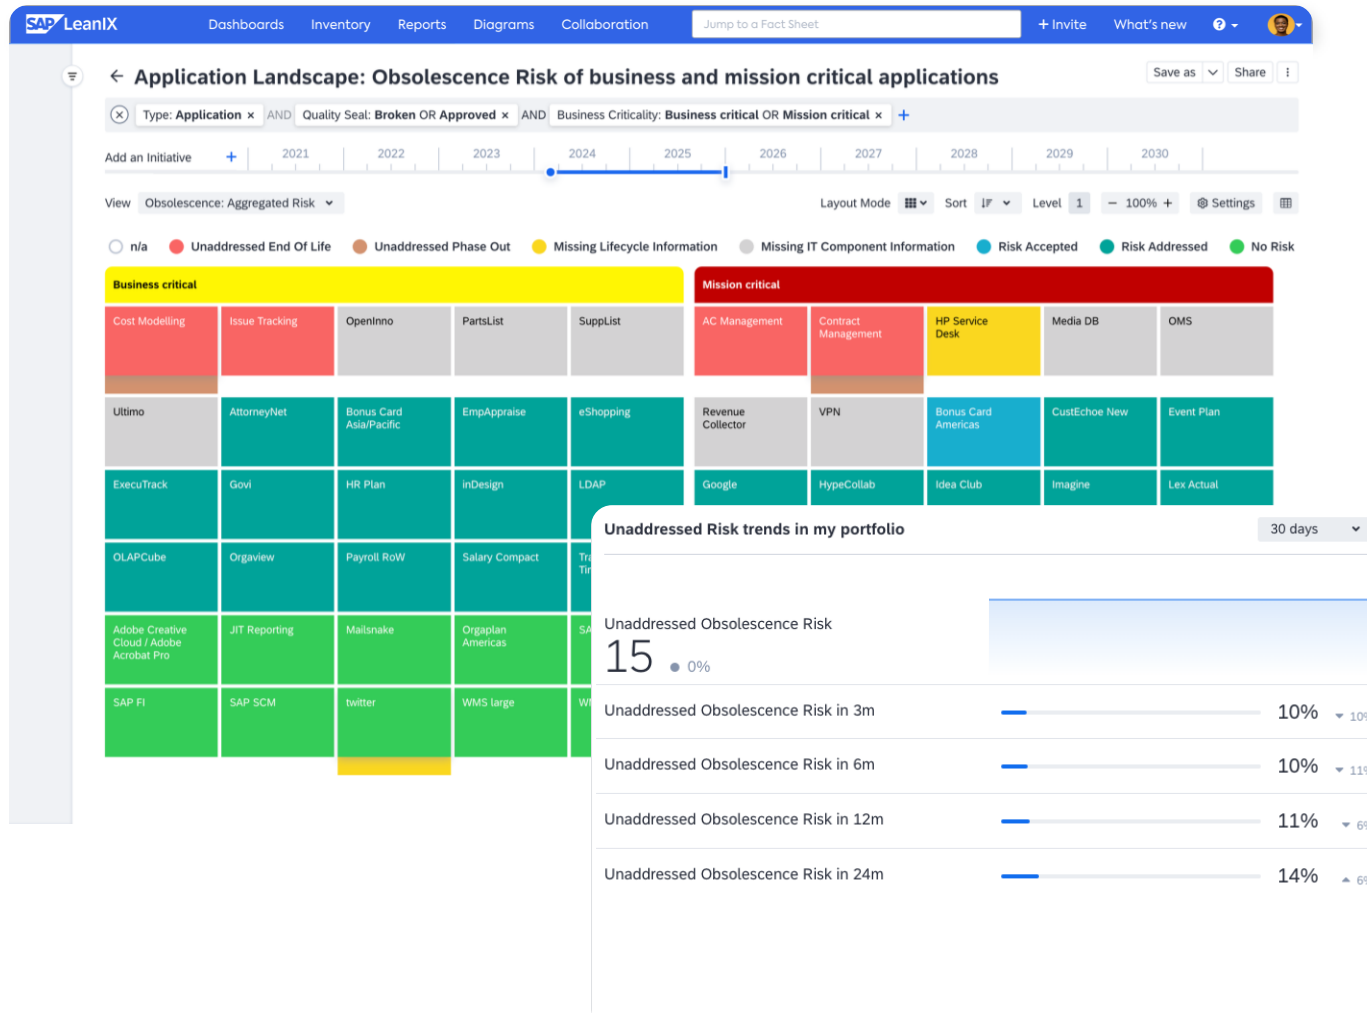 SAP LeanIX
Dashboards Inventory Reports Diagrams Collaboration Jump to a Fact Sheet + Invite What's new ?
← Application Landscape: Obsolescence Risk of business and mission critical applications
Save as Share
Type: Application × AND Quality Seal: Broken OR Approved × AND Business Criticality: Business critical OR Mission critical × +
Add an Initiative + 2021 2022 2023 2024 2025 2026 2027 2028 2029 2030
View Obsolescence: Aggregated Risk Layout Mode Sort Level 1 − 100% + Settings
n/a Unaddressed End Of Life Unaddressed Phase Out Missing Lifecycle Information Missing IT Component Information Risk Accepted Risk Addressed No Risk
Business critical
Mission critical
Cost Modelling
Issue Tracking
OpenInno
PartsList
SuppList
AC Management
Contract
Management
HP Service
Desk
Media DB
OMS
Ultimo
AttorneyNet
Bonus Card
Asia/Pacific
EmpAppraise
eShopping
Revenue
Collector
VPN
Bonus Card
Americas
CustEchoe New
Event Plan
ExecuTrack
Govi
HR Plan
inDesign
LDAP
Google
HypeCollab
Idea Club
Imagine
Lex Actual
OLAPCube
Orgaview
Payroll RoW
Salary Compact
Adobe Creative
Cloud / Adobe
Acrobat Pro
JIT Reporting
Mailsnake
Orgaplan
Americas
SAP FI
SAP SCM
twitter
WMS large
Unaddressed Risk trends in my portfolio
30 days
Unaddressed Obsolescence Risk
15 0%
Unaddressed Obsolescence Risk in 3m 10%
Unaddressed Obsolescence Risk in 6m 10%
Unaddressed Obsolescence Risk in 12m 11%
Unaddressed Obsolescence Risk in 24m 14%